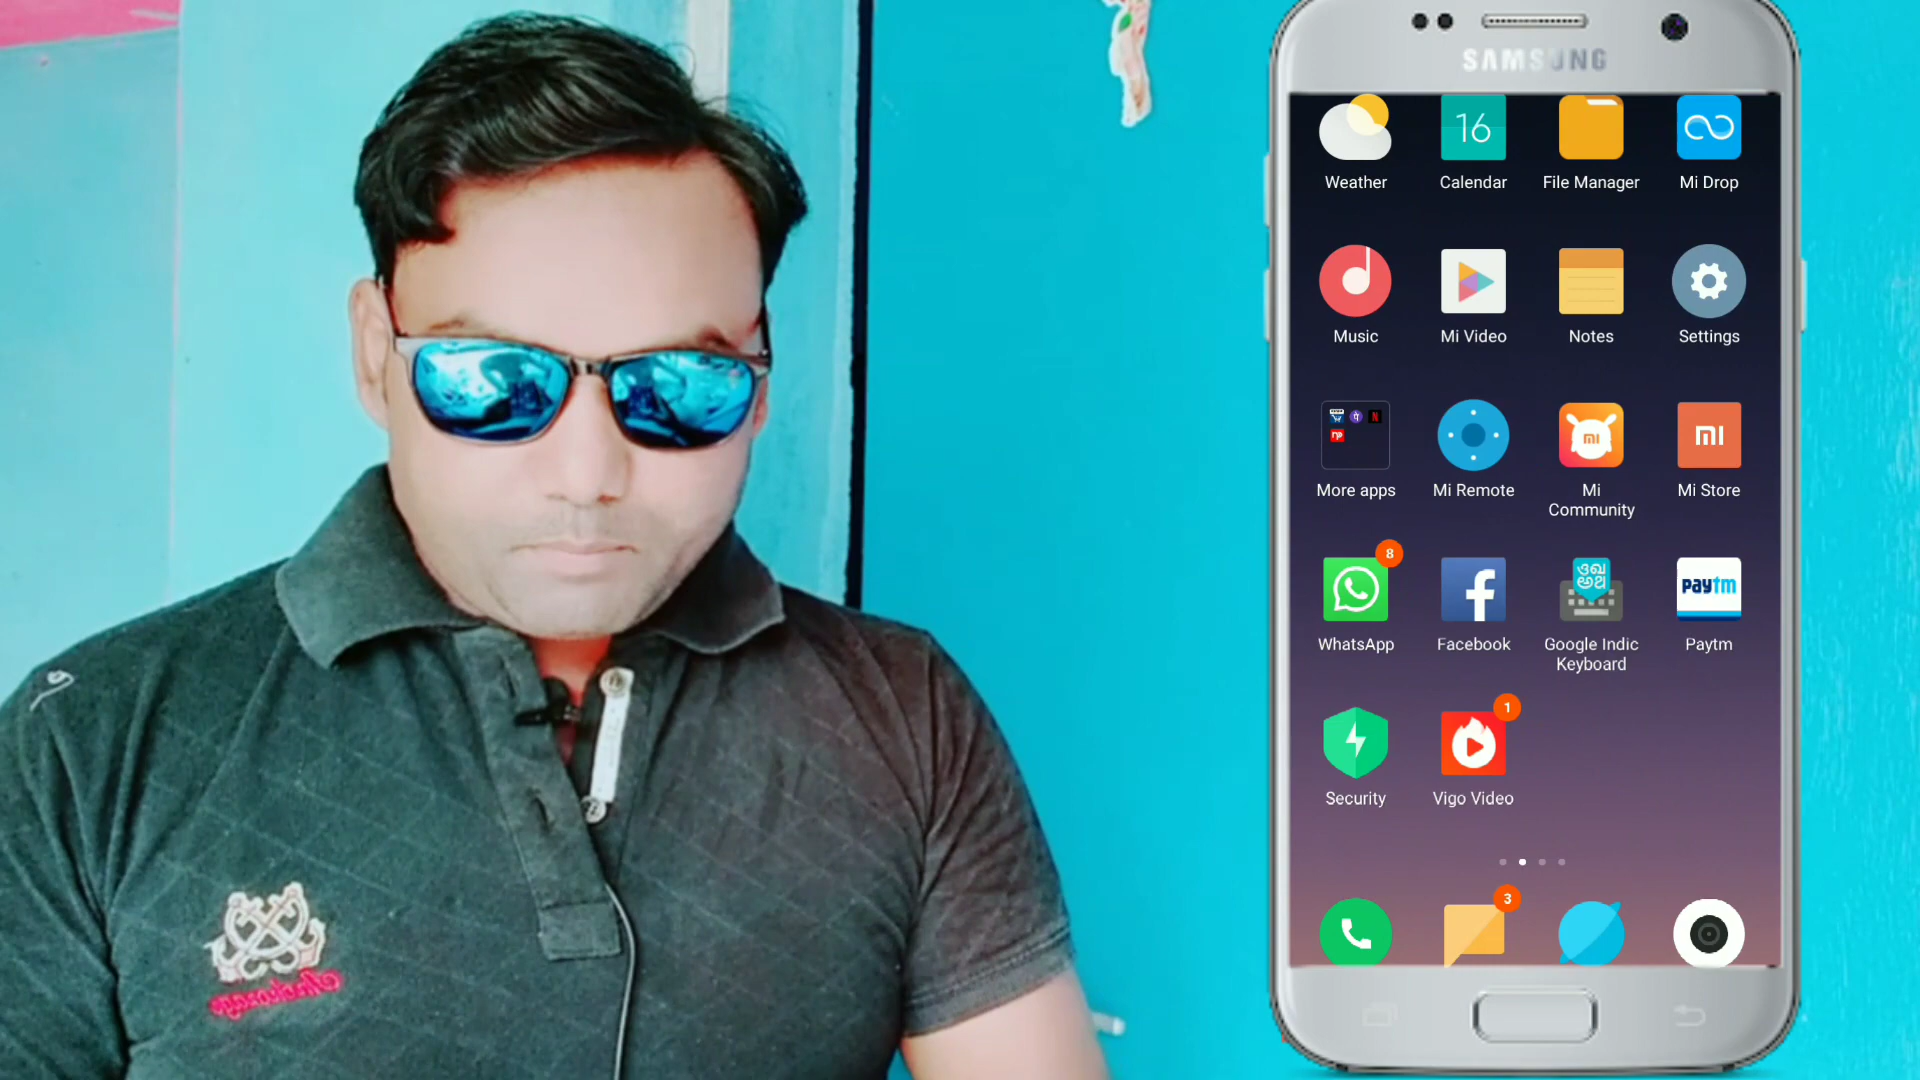 SAMSUNG
16
Weather
Calendar
File Manager
Mi Drop
Music
Mi Video
Notes
Settings
More apps
Mi Remote
Mi
Community
Mi Store
8
paytm
WhatsApp
Facebook
Google Indic
Keyboard
Paytm
1
Security
Vigo Video
3